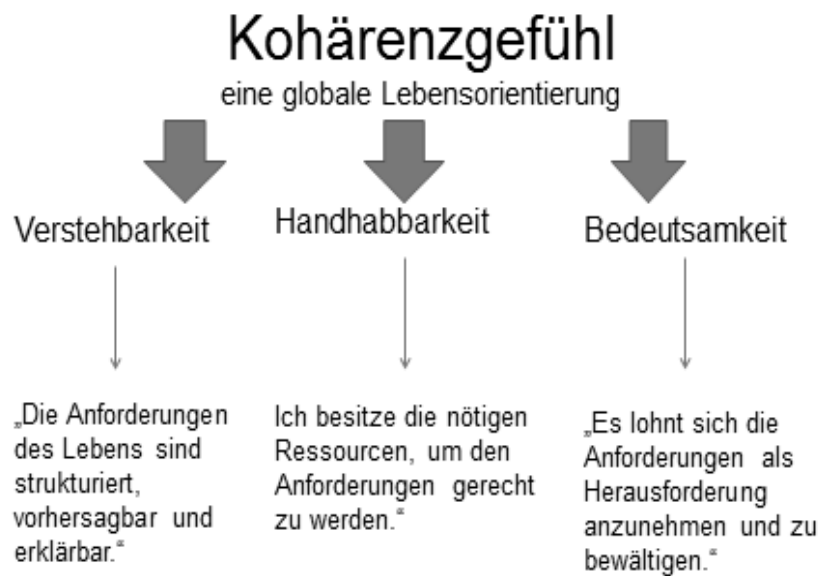 Kohärenzgefühl
eine globale Lebensorientierung
Verstehbarkeit
Handhabbarkeit
Bedeutsamkeit
„Die Anforderungen
des Lebens sind
strukturiert,
vorhersagbar und
erklärbar.“
Ich besitze die nötigen
Ressourcen, um den
Anforderungen gerecht
zu werden.“
„Es lohnt sich die
Anforderungen als
Herausforderung
anzunehmen und zu
bewältigen.“